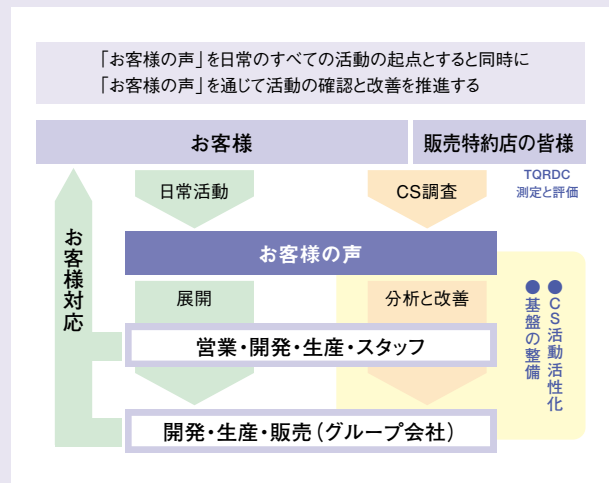 「お客様の声」を日常のすべての活動の起点とすると同時に
「お客様の声」を通じて活動の確認と改善を推進する
お客様
販売特約店の皆様
日常活動
CS調査
TQRDC
測定と評価
お客様対応
お客様の声
展開
分析と改善
●CS活動活性化
●基盤の整備
営業・開発・生産・スタッフ
開発・生産・販売(グループ会社)